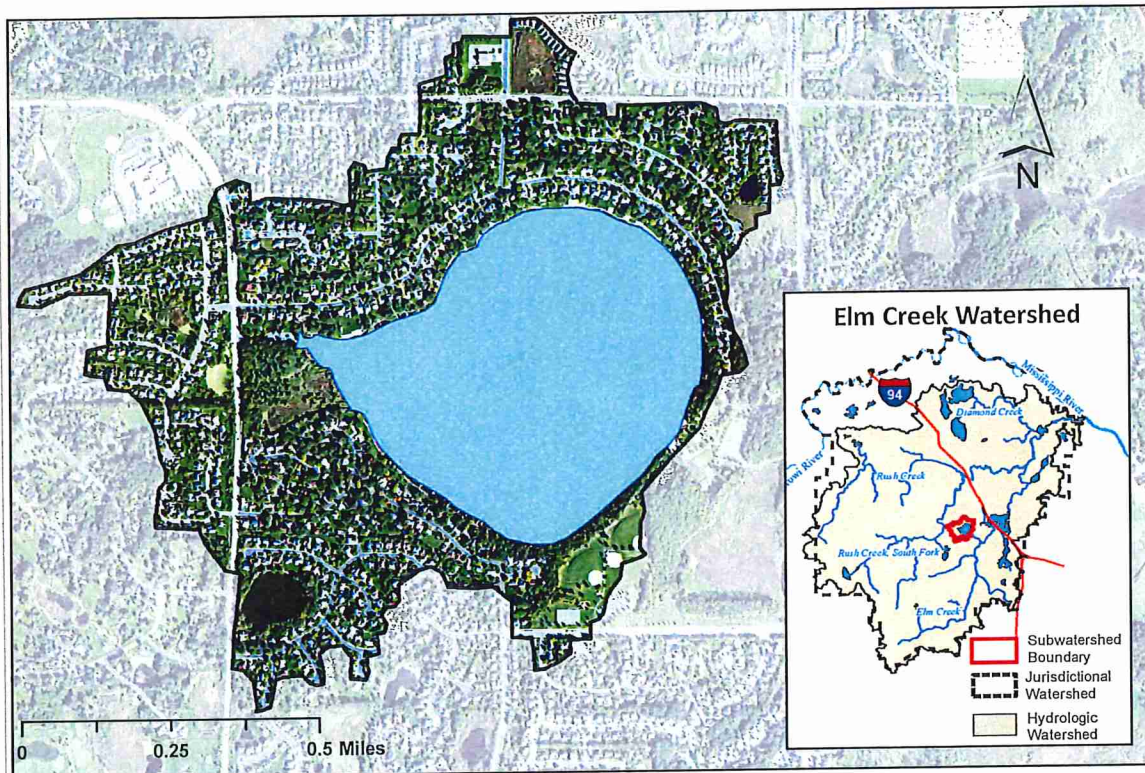 N
0 0.25 0.5 Miles
Elm Creek Watershed
94
Mississippi River
Diamond Creek
Rush Creek
Rush Creek, South Fork
Elm Creek
Subwatershed
Boundary
Jurisdictional
Watershed
Hydrologic
Watershed